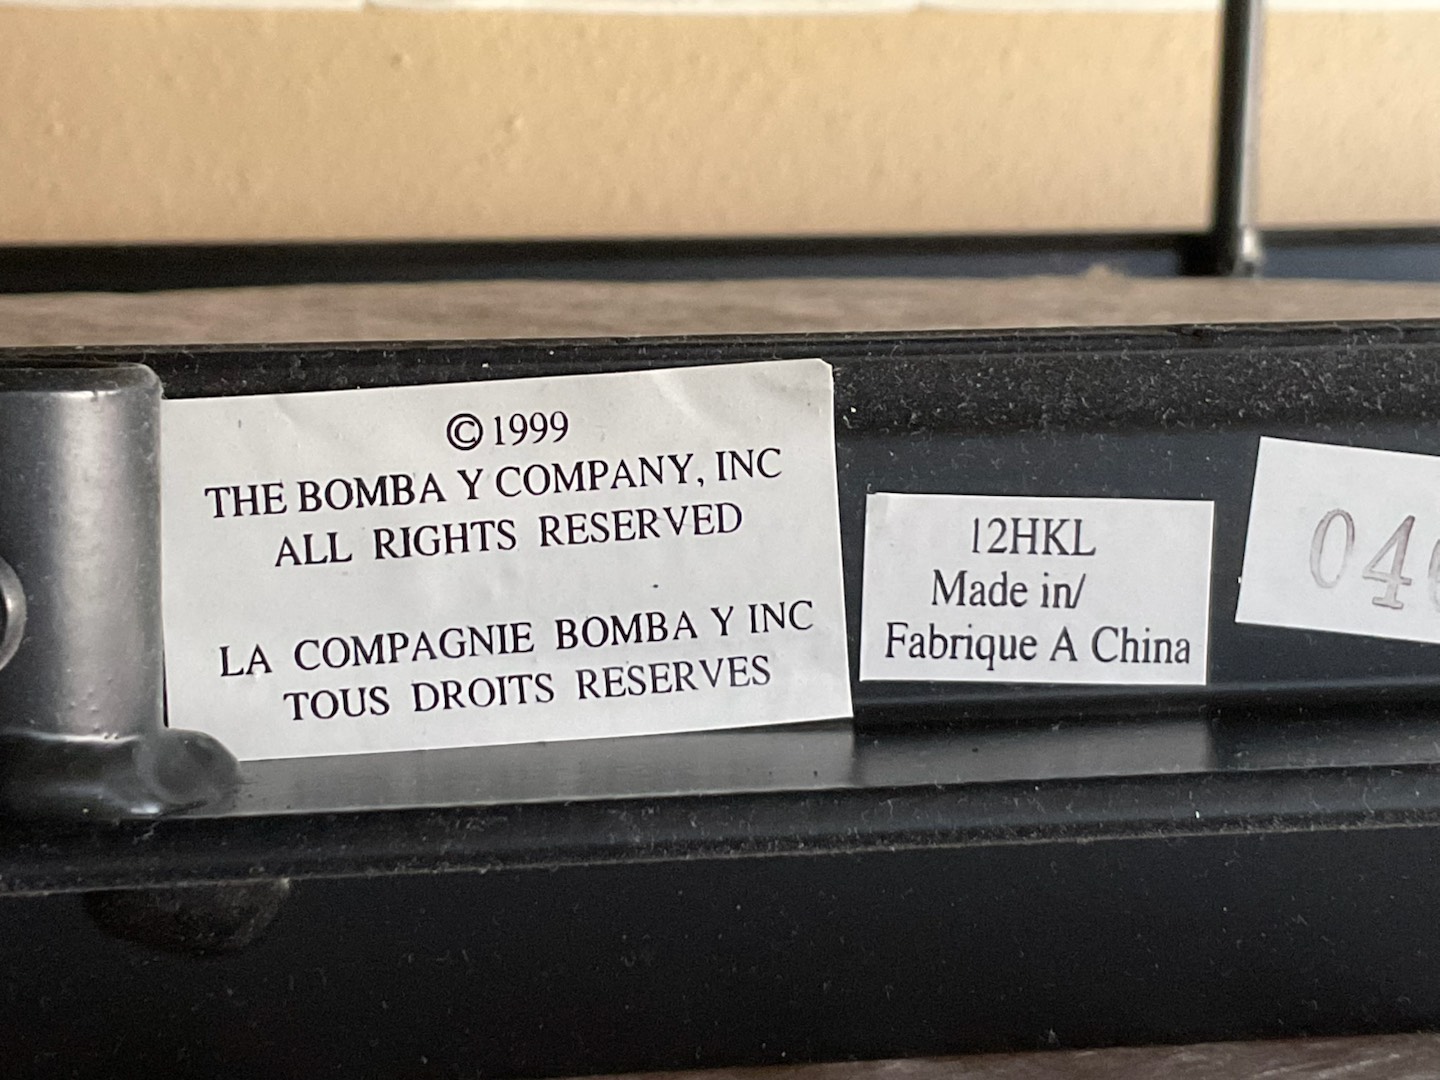 © 1999
THE BOMBA Y COMPANY, INC
ALL RIGHTS RESERVED
LA COMPAGNIE BOMBA Y INC
TOUS DROITS RESERVES
12HKL
Made in/
Fabrique A China
04